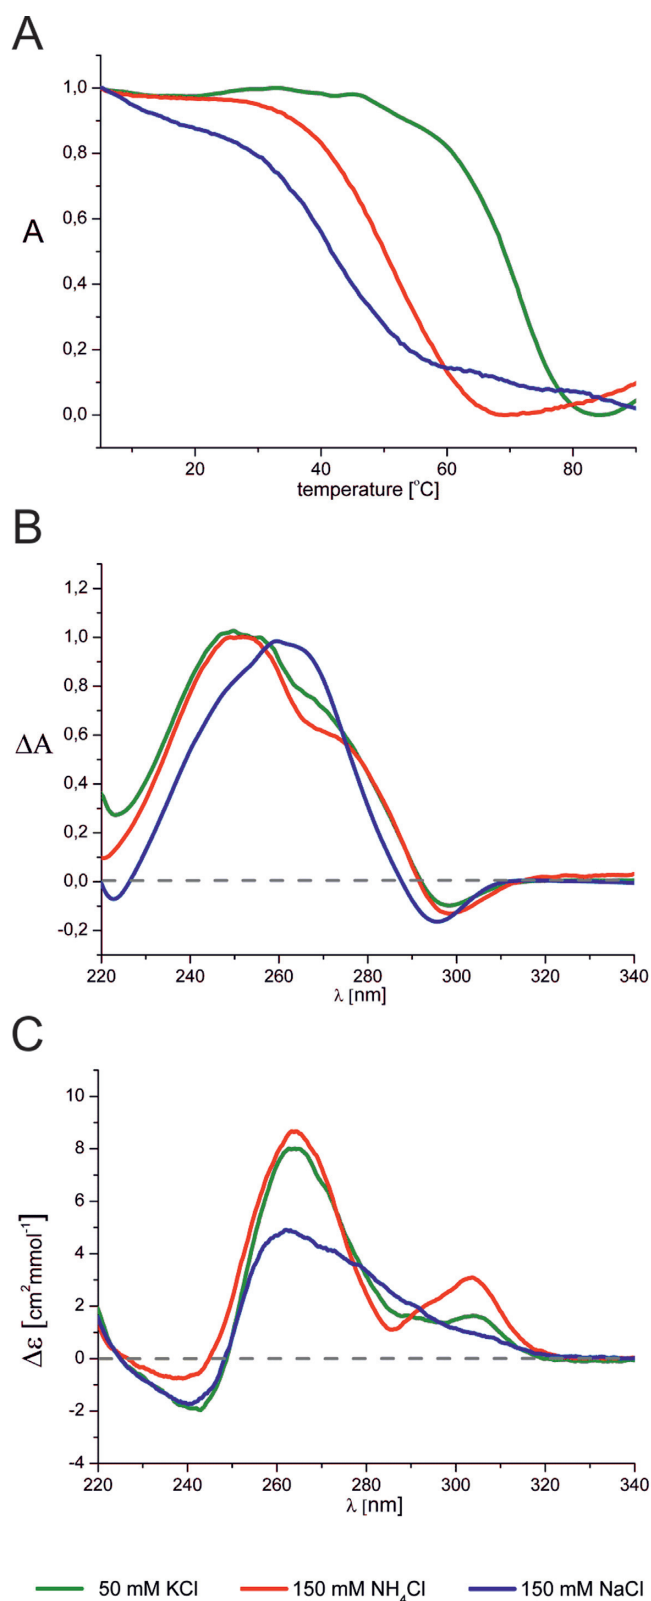 A
1,0
0,8
0,6
A
0,4
0,2
0,0
20 40 60 80
temperature [°C]
B
1,2
1,0
0,8
0,6
ΔA
0,4
0,2
0,0
-0,2
220 240 260 280 300 320 340
λ [nm]
C
10
8
6
4
2
0
-2
-4
Δε [cm²mmol⁻¹]
220 240 260 280 300 320 340
λ [nm]
50 mM KCl 150 mM NH₄Cl 150 mM NaCl